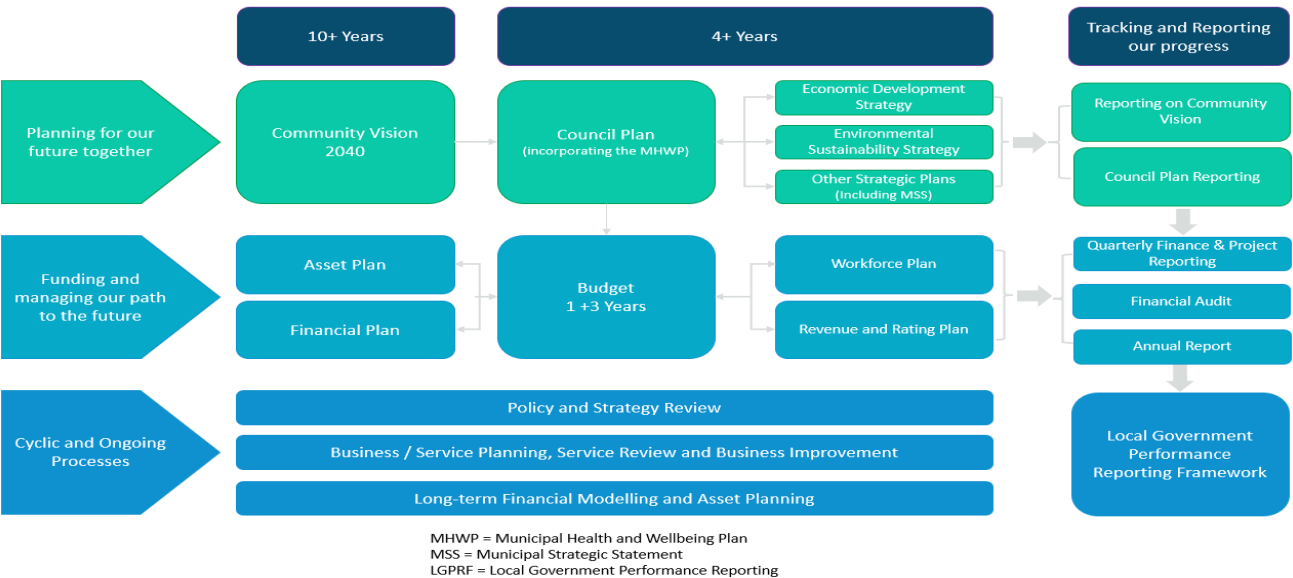 10+ Years
4+ Years
Tracking and Reporting
our progress
Planning for our
future together
Community Vision
2040
Council Plan
(incorporating the MHWP)
Economic Development
Strategy
Environmental
Sustainability Strategy
Other Strategic Plans
(Including MSS)
Reporting on Community
Vision
Council Plan Reporting
Funding and
managing our path
to the future
Asset Plan
Financial Plan
Budget
1 +3 Years
Workforce Plan
Revenue and Rating Plan
Quarterly Finance & Project
Reporting
Financial Audit
Annual Report
Cyclic and Ongoing
Processes
Policy and Strategy Review
Business / Service Planning, Service Review and Business Improvement
Long-term Financial Modelling and Asset Planning
Local Government
Performance
Reporting Framework
MHWP = Municipal Health and Wellbeing Plan
MSS = Municipal Strategic Statement
LGPRF = Local Government Performance Reporting